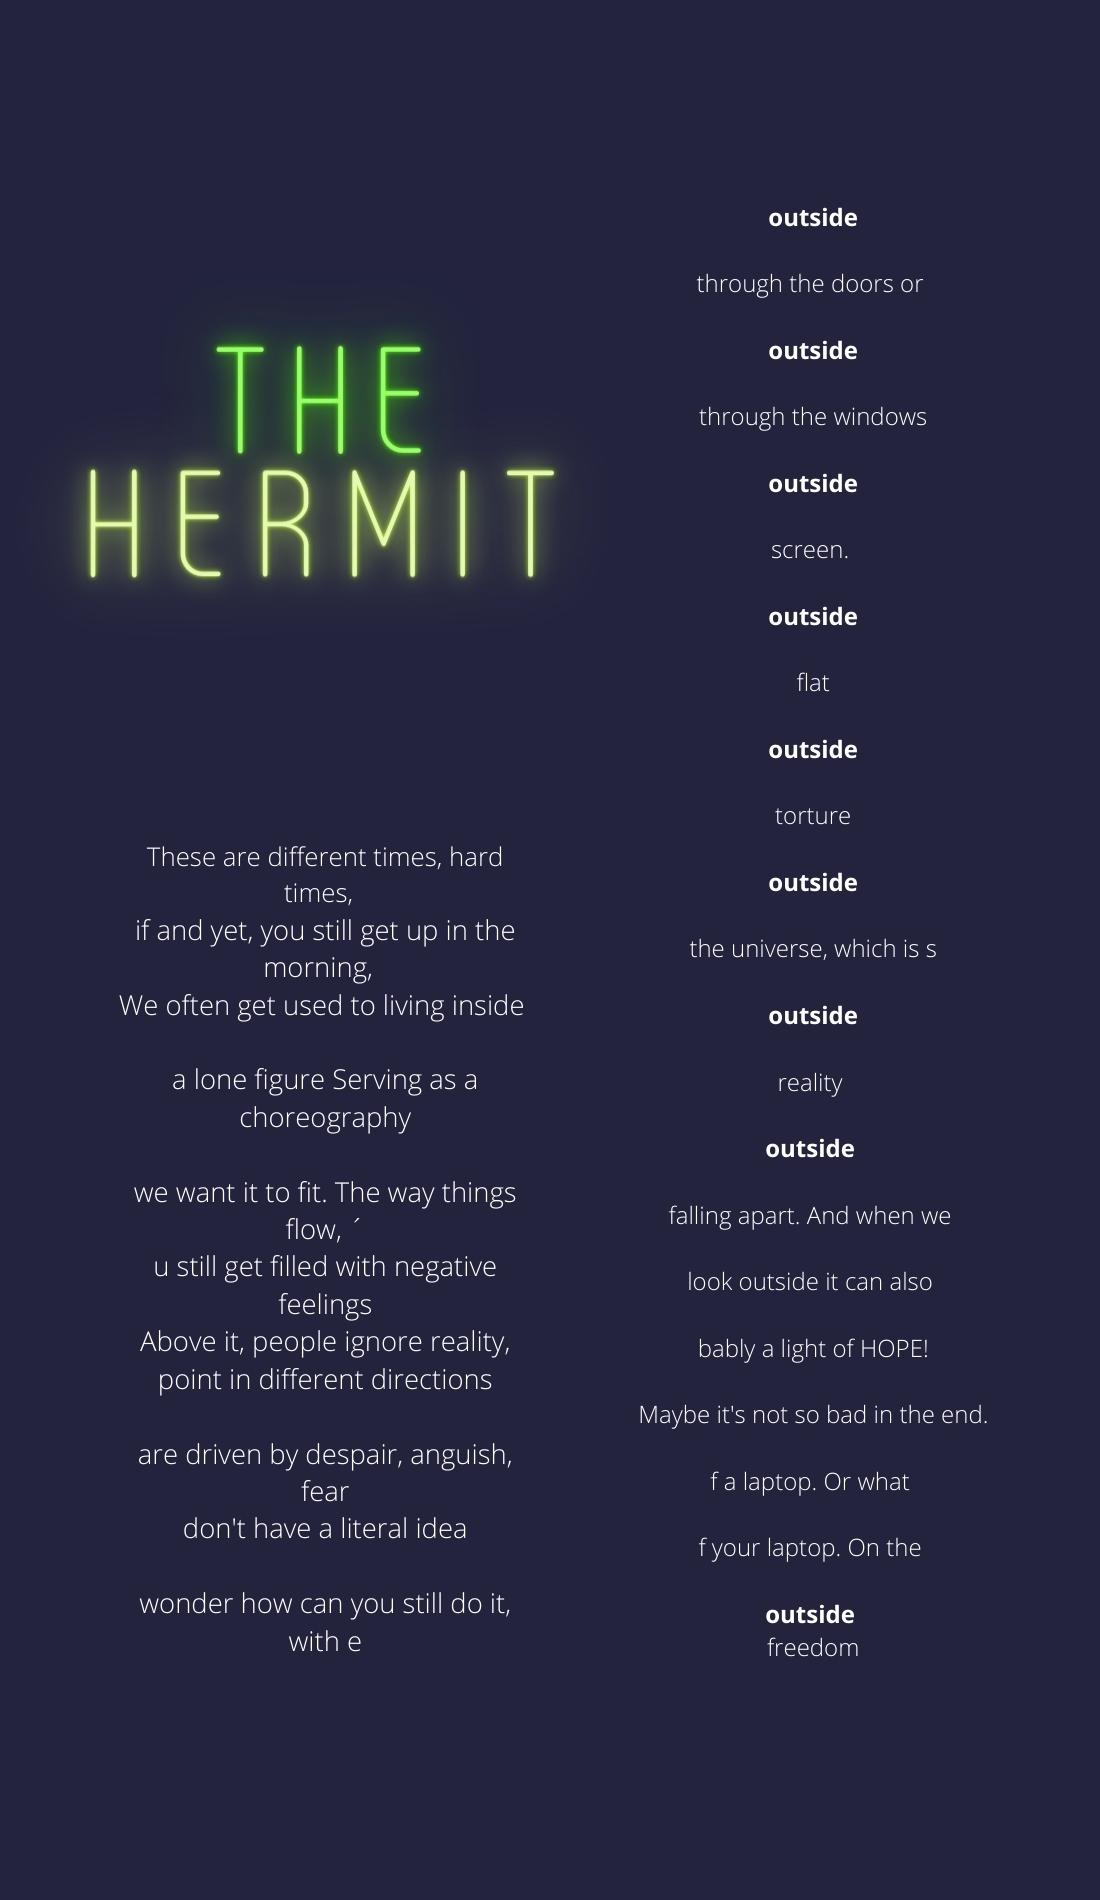 THE
HERMIT
These are different times, hard
times,
if and yet, you still get up in the
morning,
We often get used to living inside
a lone figure Serving as a
choreography
we want it to fit. The way things
flow, ´
u still get filled with negative
feelings
Above it, people ignore reality,
point in different directions
are driven by despair, anguish,
fear
don't have a literal idea
wonder how can you still do it,
with e
outside
through the doors or
outside
through the windows
outside
screen.
outside
flat
outside
torture
outside
the universe, which is s
outside
reality
outside
falling apart. And when we
look outside it can also
bably a light of HOPE!
Maybe it's not so bad in the end.
f a laptop. Or what
f your laptop. On the
outside
freedom